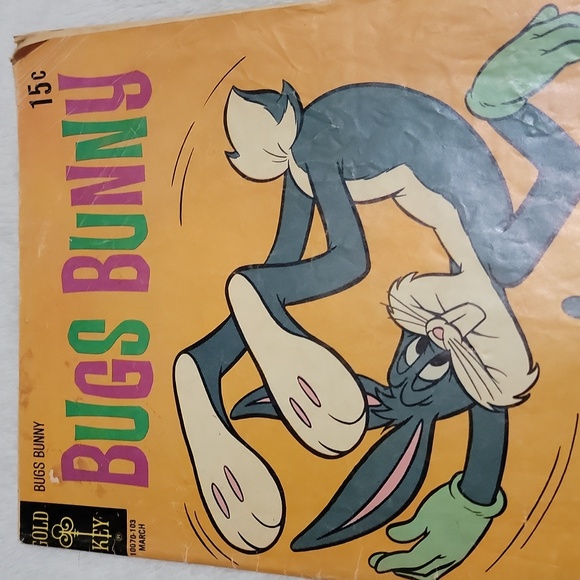 GOLD
KEY®
BUGS BUNNY
15¢
BUGS BUNNY
10070-103
MARCH